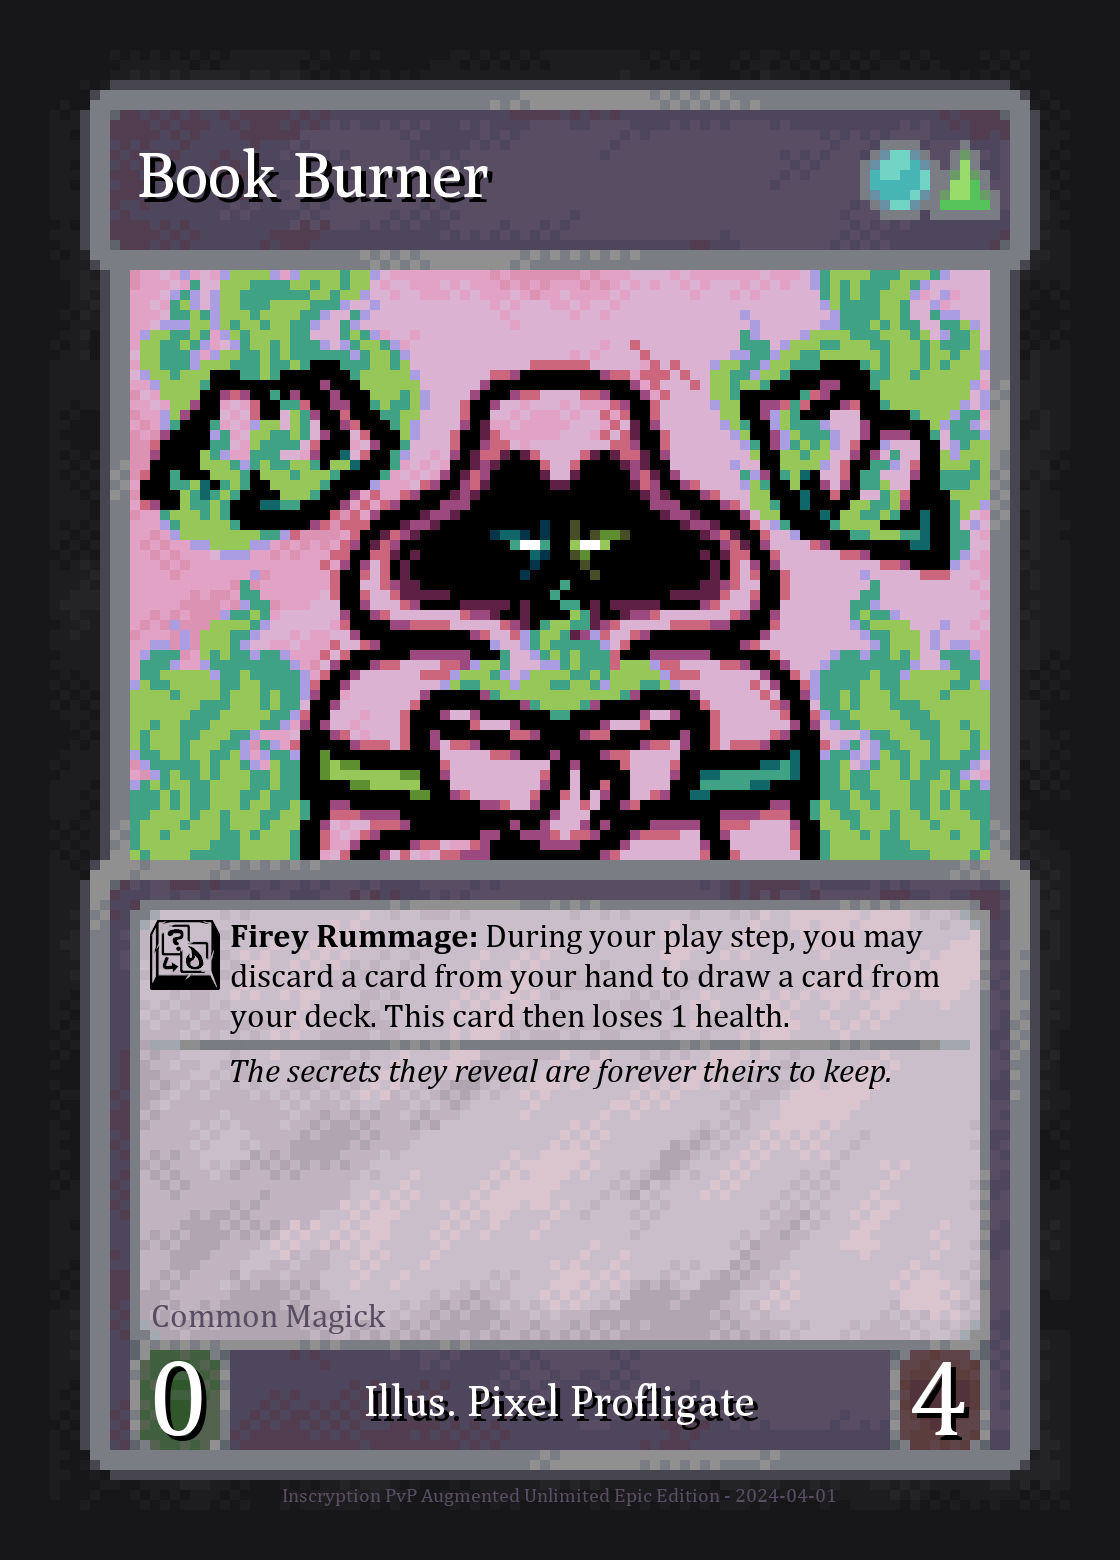 Book Burner
Firey Rummage: During your play step, you may
discard a card from your hand to draw a card from
your deck. This card then loses 1 health.
The secrets they reveal are forever theirs to keep.
Common Magick
0
Illus. Pixel Profligate
4
Inscryption PvP Augmented Unlimited Epic Edition - 2024-04-01